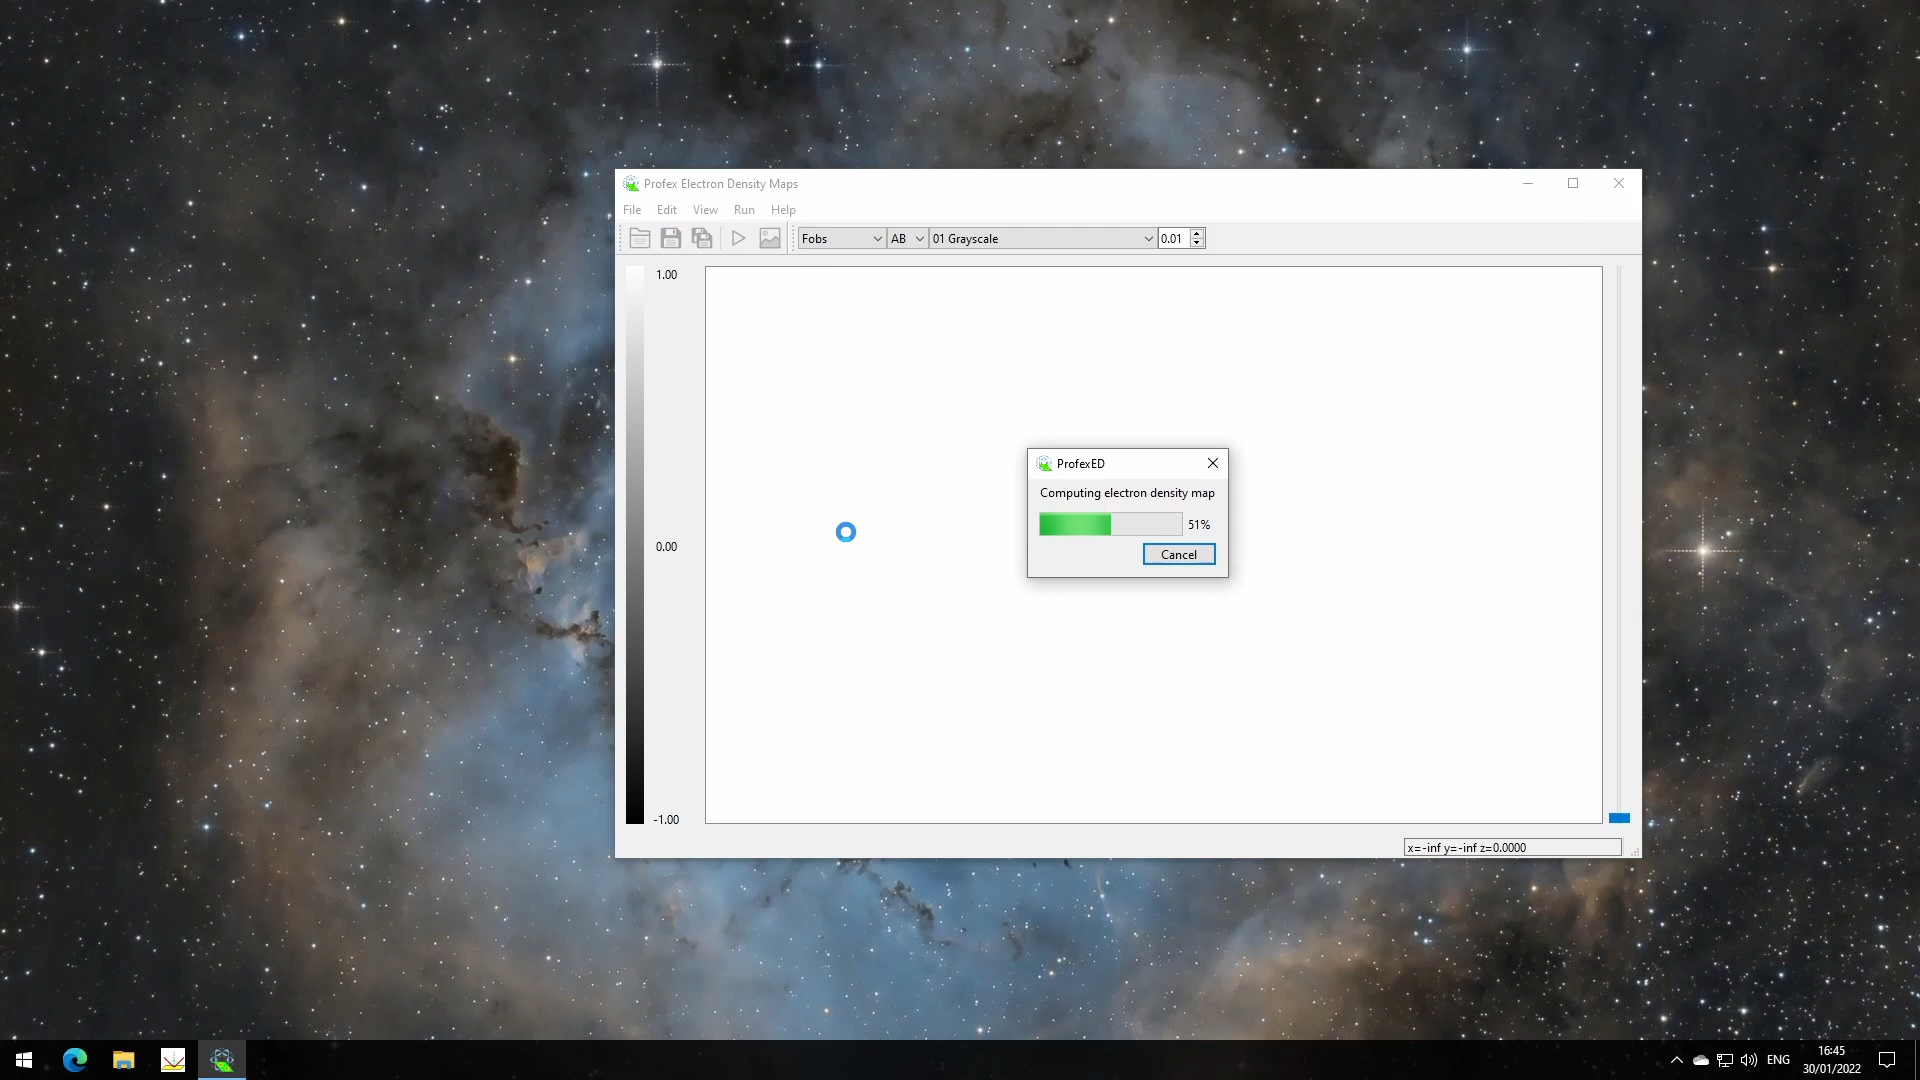 Profex Electron Density Maps
File Edit View Run Help
Fobs AB 01 Grayscale 0.01
1.00
0.00
-1.00
ProfexED
Computing electron density map
51%
Cancel
x=-inf y=-inf z=0.0000
ENG
16:45
30/01/2022